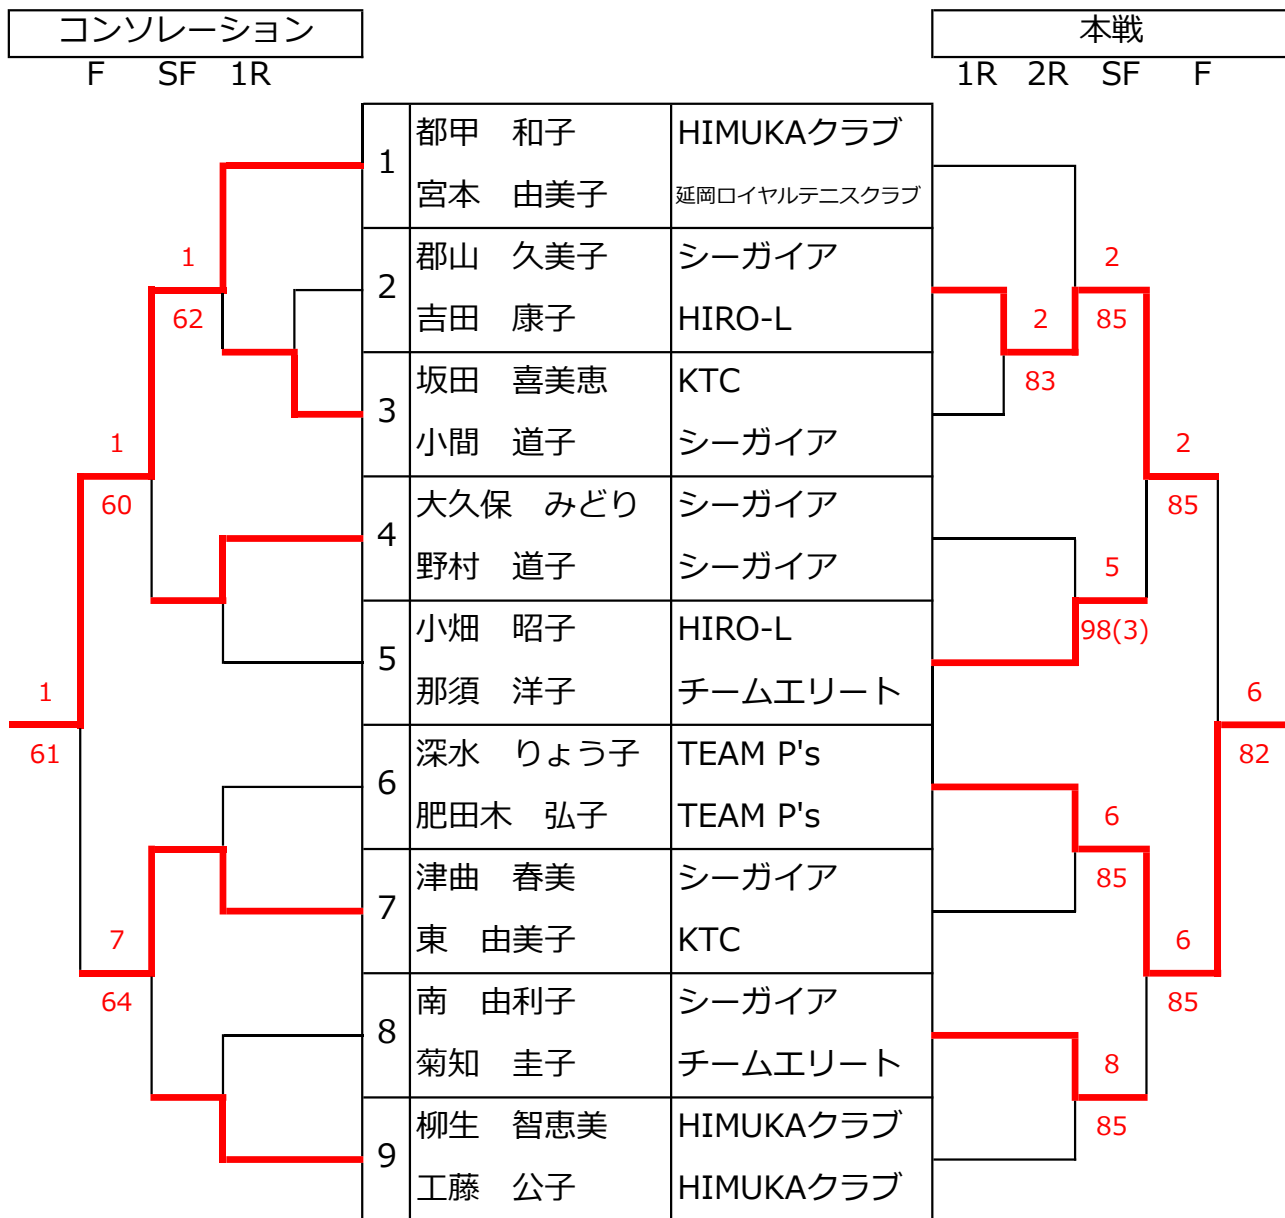 コンソレーション 本戦
F SF 1R 1R 2R SF F
1 都甲 和子 HIMUKAクラブ
宮本 由美子 延岡ロイヤルテニスクラブ
1 2 郡山 久美子 シーガイア 2
62 吉田 康子 HIRO-L 2 85
3 坂田 喜美恵 KTC 83
1 小間 道子 シーガイア 2
60 4 大久保 みどり シーガイア 85
野村 道子 シーガイア 5
5 小畑 昭子 HIRO-L 98(3)
1 那須 洋子 チームエリート 6
61 6 深水 りょう子 TEAM P's 82
肥田木 弘子 TEAM P's 6
7 津曲 春美 シーガイア 85
7 東 由美子 KTC 6
64 8 南 由利子 シーガイア 85
菊知 圭子 チームエリート 8
9 柳生 智恵美 HIMUKAクラブ 85
工藤 公子 HIMUKAクラブ